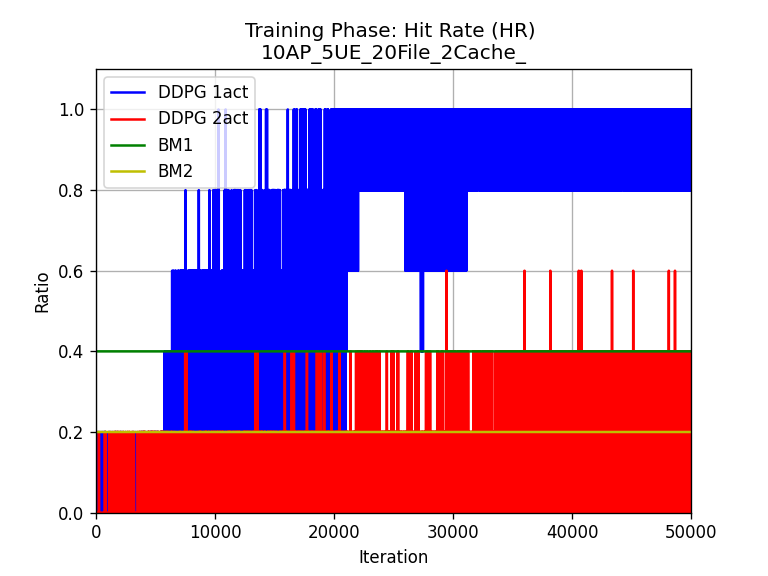 Training Phase: Hit Rate (HR)
10AP_5UE_20File_2Cache_
DDPG 1act
DDPG 2act
BM1
BM2
1.0
0.8
0.6
0.4
0.2
0.0
Ratio
0
10000
20000
30000
40000
50000
Iteration